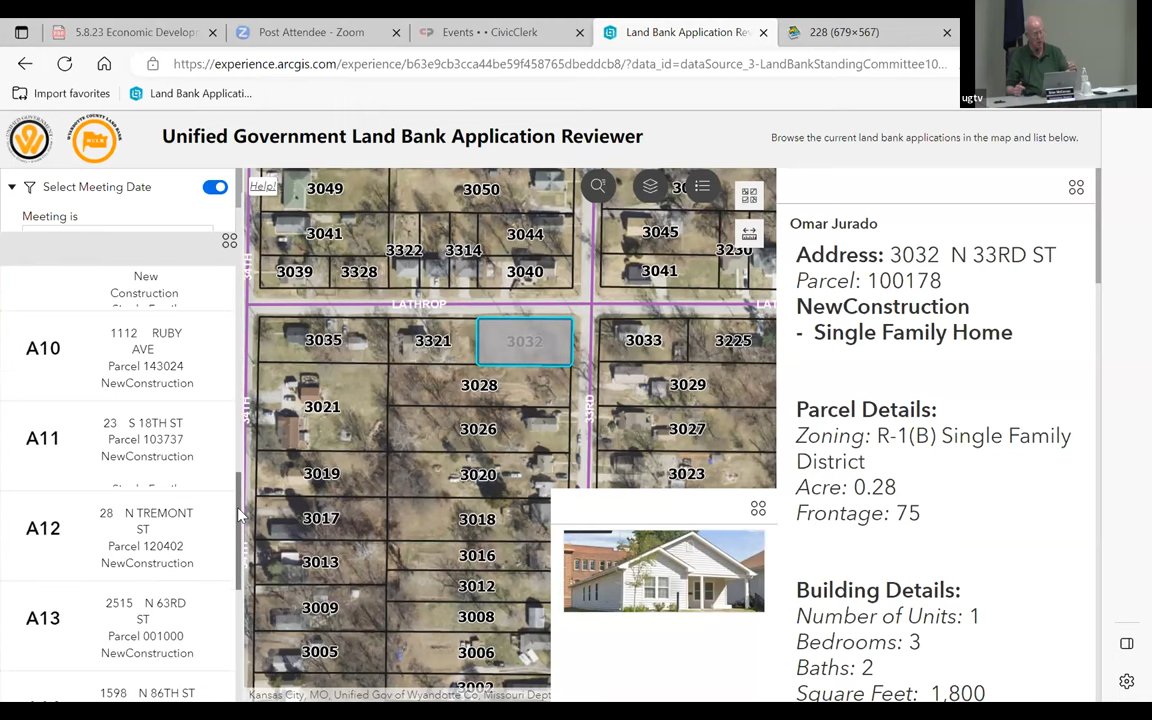 5.8.23 Economic Develop
Post Attendee - Zoom
Events • • CivicClerk
Land Bank Application Rev
228 (679×567)
https://experience.arcgis.com/experience/b63e9cb3cca44be59f458765dbeddcb8/?data_id=dataSource_3-LandBankStandingCommittee10...
Import favorites
Land Bank Applicati...
ugtv
Unified Government Land Bank Application Reviewer
Browse the current land bank applications in the map and list below.
Select Meeting Date
Meeting is
New
Construction
A10
1112 RUBY
AVE
Parcel 143024
NewConstruction
A11
23 S 18TH ST
Parcel 103737
NewConstruction
A12
28 N TREMONT
ST
Parcel 120402
NewConstruction
A13
2515 N 63RD
ST
Parcel 001000
NewConstruction
1598 N 86TH ST
Help!
3049
3050
3041
3322
3314
3044
3045
3230
3039
3328
3040
3041
34TH
LATHROP
3035
3321
3032
3033
3225
3028
3029
3021
33RD
3026
3027
3019
3020
3023
3017
3018
3013
3016
3012
3009
3008
3005
3006
3002
Kansas City, MO, Unified Gov of Wyandotte Co, Missouri Dept
Omar Jurado
Address: 3032 N 33RD ST
Parcel: 100178
NewConstruction
- Single Family Home
Parcel Details:
Zoning: R-1(B) Single Family
District
Acre: 0.28
Frontage: 75
Building Details:
Number of Units: 1
Bedrooms: 3
Baths: 2
Square Feet: 1,800